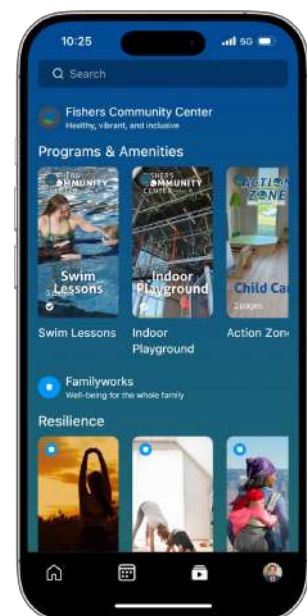 10:25
5G
Search
Fishers Community Center
Healthy, vibrant, and inclusive
Programs & Amenities
COMMUNITY
CENTER
Swim
Lessons
COMMUNITY
CENTER
Indoor
Playground
ACTION
ZONE
Child Car
2 pages
Swim Lessons
Indoor
Playground
Action Zon
Familyworks
Well-being for the whole family
Resilience